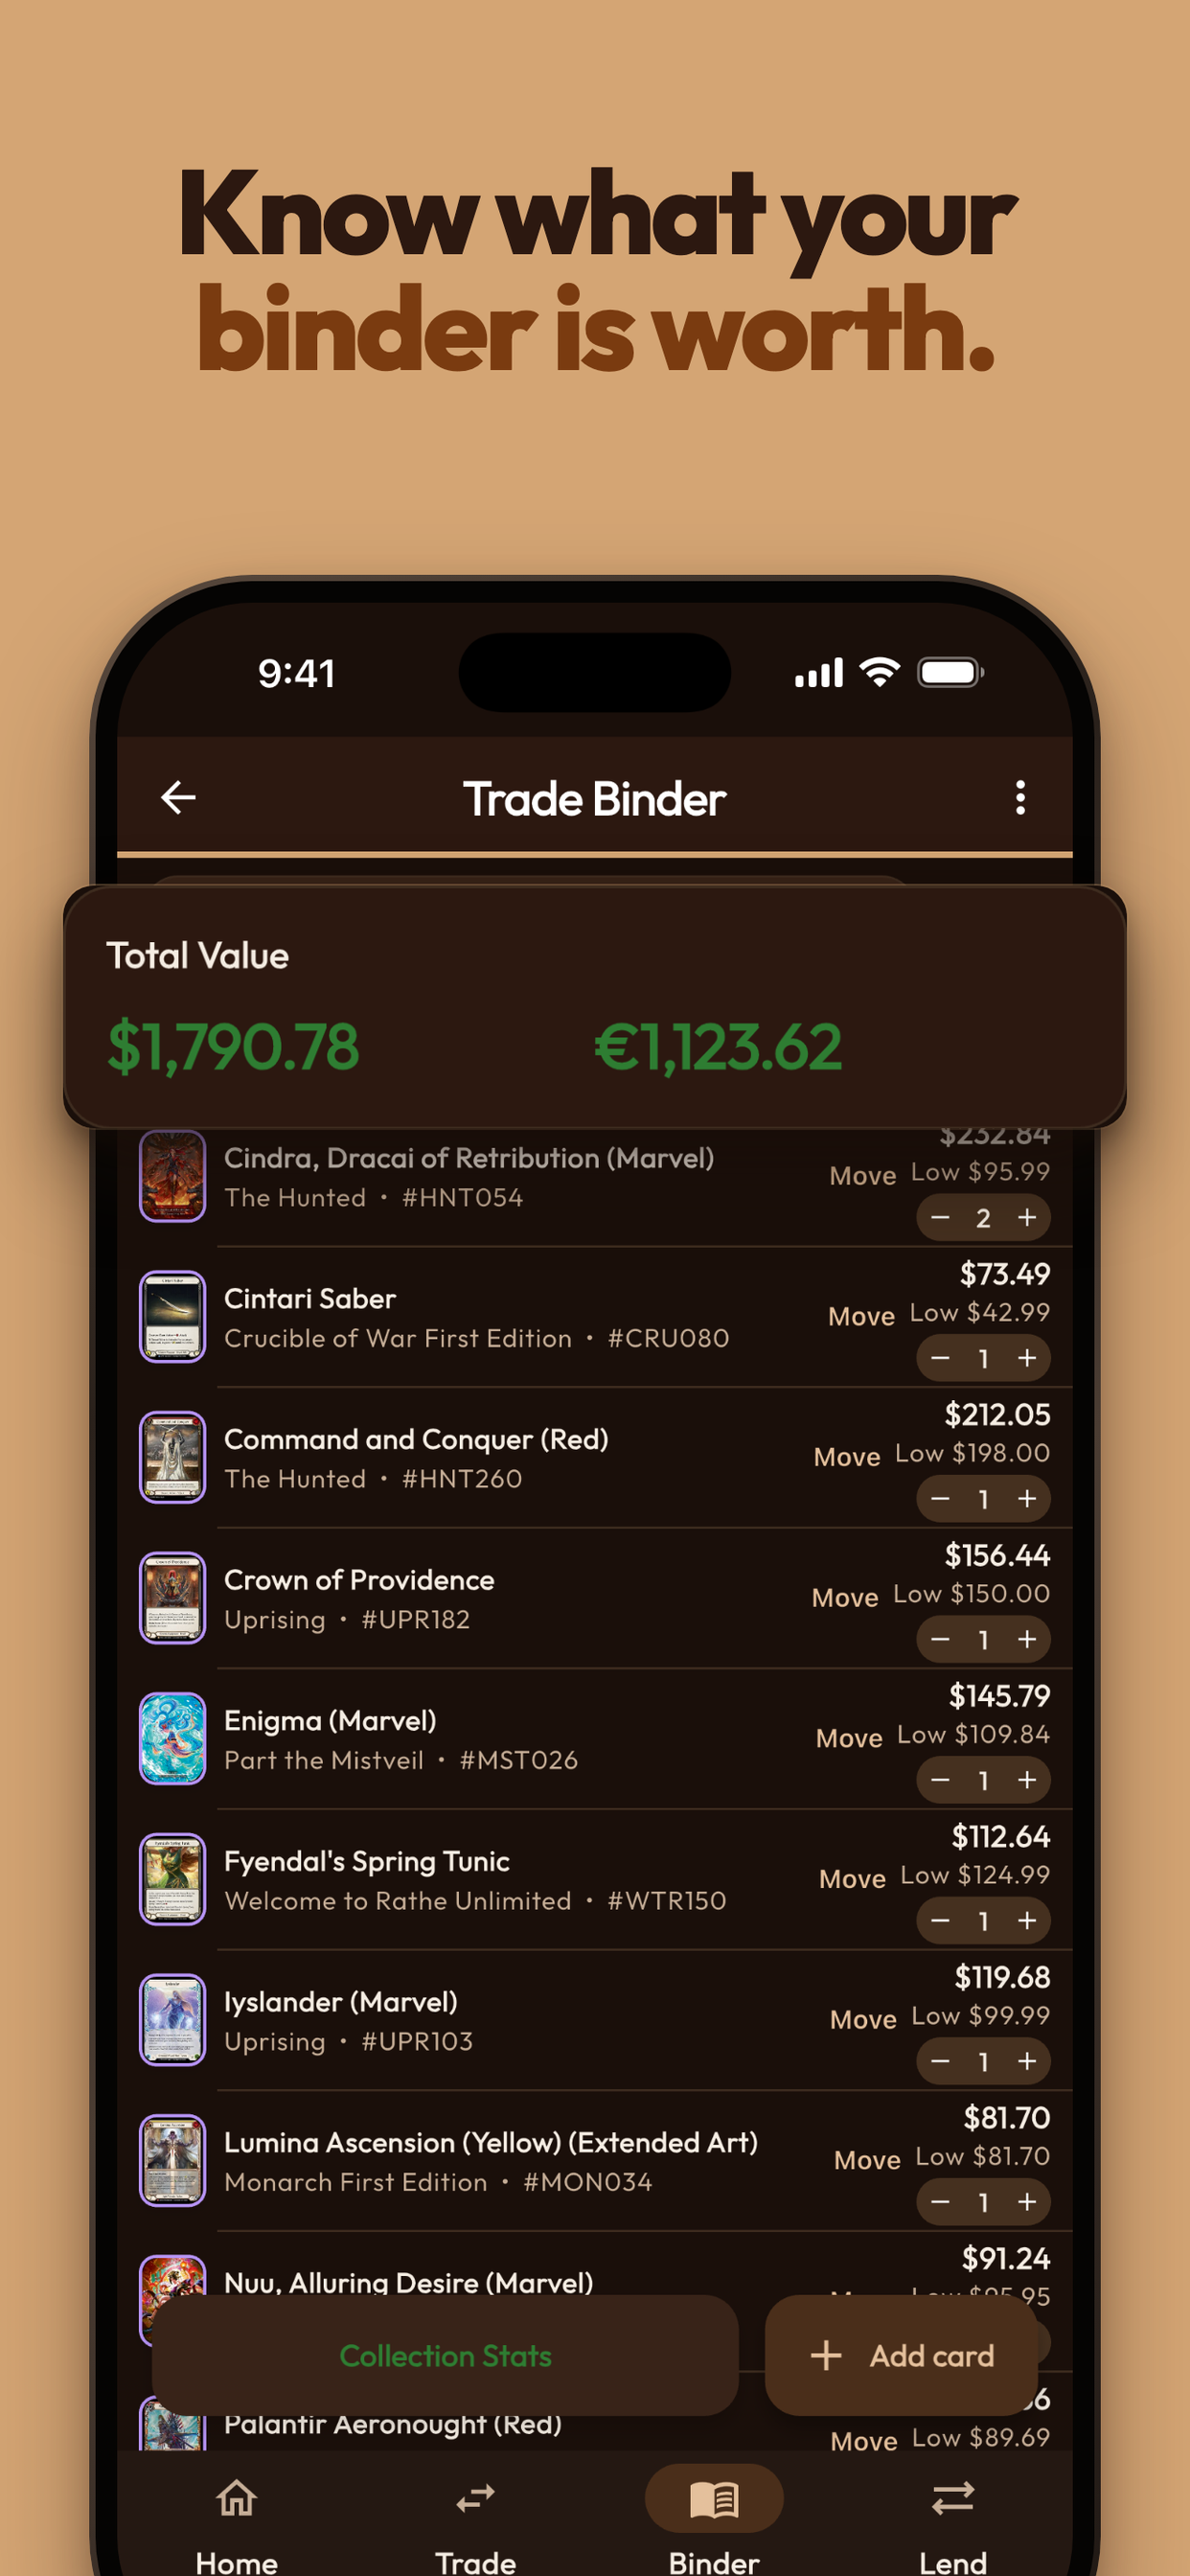 Know what your
binder is worth.
9:41
Trade Binder
Total Value
$1,790.78 €1,123.62
$232.84
Cindra, Dracai of Retribution (Marvel)
Move Low $95.99
The Hunted • #HNT054
− 2 +
$73.49
Cintari Saber
Move Low $42.99
Crucible of War First Edition • #CRU080
− 1 +
$212.05
Command and Conquer (Red)
Move Low $198.00
The Hunted • #HNT260
− 1 +
$156.44
Crown of Providence
Move Low $150.00
Uprising • #UPR182
− 1 +
$145.79
Enigma (Marvel)
Move Low $109.84
Part the Mistveil • #MST026
− 1 +
$112.64
Fyendal's Spring Tunic
Move Low $124.99
Welcome to Rathe Unlimited • #WTR150
− 1 +
$119.68
Iyslander (Marvel)
Move Low $99.99
Uprising • #UPR103
− 1 +
$81.70
Lumina Ascension (Yellow) (Extended Art)
Move Low $81.70
Monarch First Edition • #MON034
− 1 +
$91.24
Nuu, Alluring Desire (Marvel)
Collection Stats
+ Add card
Palantir Aeronought (Red)
Move Low $89.69
Home Trade Binder Lend